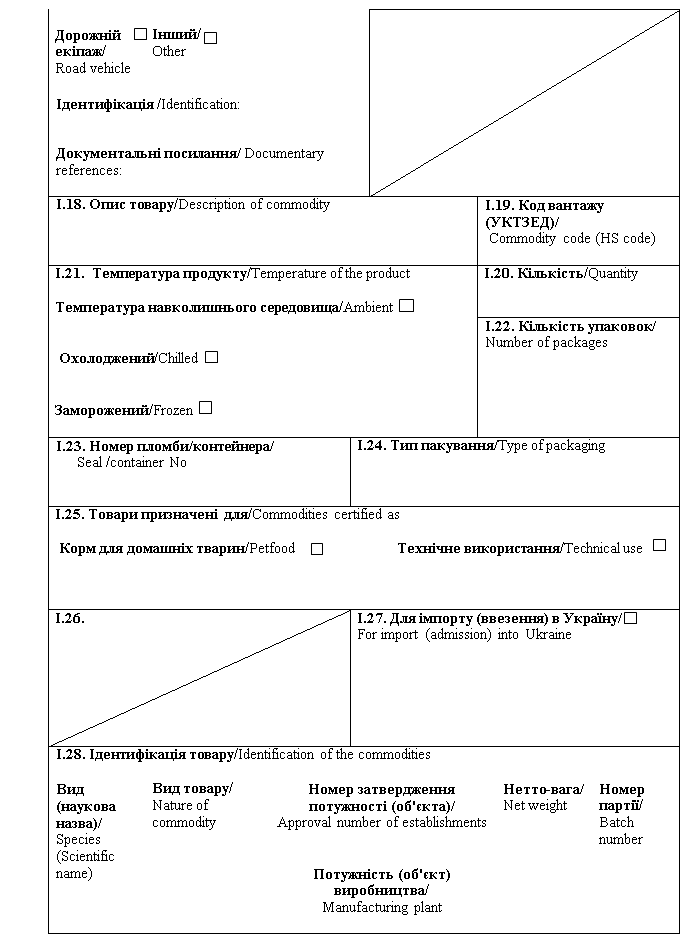 Дорожній Інший/
екіпаж/ Other
Road vehicle
Ідентифікація /Identification:
Документальні посилання/ Documentary
references:
I.18. Опис товару/Description of commodity
I.19. Код вантажу
(УКТЗЕД)/
Commodity code (HS code)
I.21. Температура продукту/Temperature of the product
I.20. Кількість/Quantity
Температура навколишнього середовища/Ambient
I.22. Кількість упаковок/
Number of packages
Охолоджений/Chilled
Заморожений/Frozen
I.23. Номер пломби/контейнера/
Seal /container No
I.24. Тип пакування/Type of packaging
I.25. Товари призначені для/Commodities certified as
Корм для домашніх тварин/Petfood Технічне використання/Technical use
I.26.
I.27. Для імпорту (ввезення) в Україну/
For import (admission) into Ukraine
I.28. Ідентифікація товару/Identification of the commodities
Вид
(наукова
назва)/
Species
(Scientific
name)
Вид товару/
Nature of
commodity
Номер затвердження
потужності (об'єкта)/
Approval number of establishments
Потужність (об'єкт)
виробництва/
Manufacturing plant
Нетто-вага/
Net weight
Номер
партії/
Batch
number